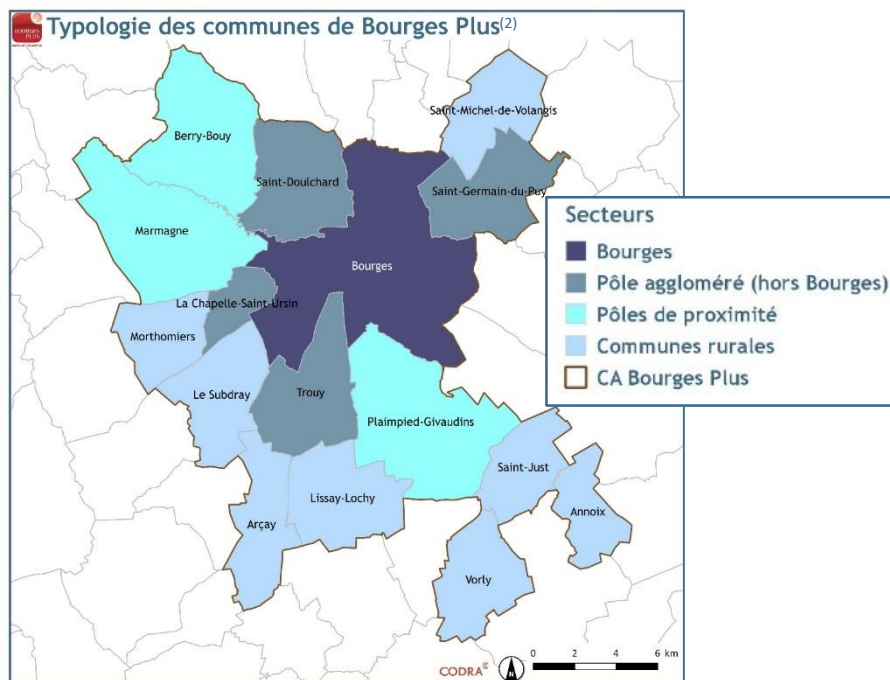 BOURGES PLUS
Typologie des communes de Bourges Plus(2)
Saint-Michel-de-Volangis
Berry-Bouy
Saint-Doulchard
Saint-Germain-du-Puy
Marmagne
Bourges
La Chapelle-Saint-Ursin
Morthomiers
Le Subdray
Trouy
Plaimpied-Givaudins
Saint-Just
Lissay-Lochy
Annoix
Arçay
Vorly
Secteurs
Bourges
Pôle aggloméré (hors Bourges)
Pôles de proximité
Communes rurales
CA Bourges Plus
CODRA
N
0 2 4 6 km